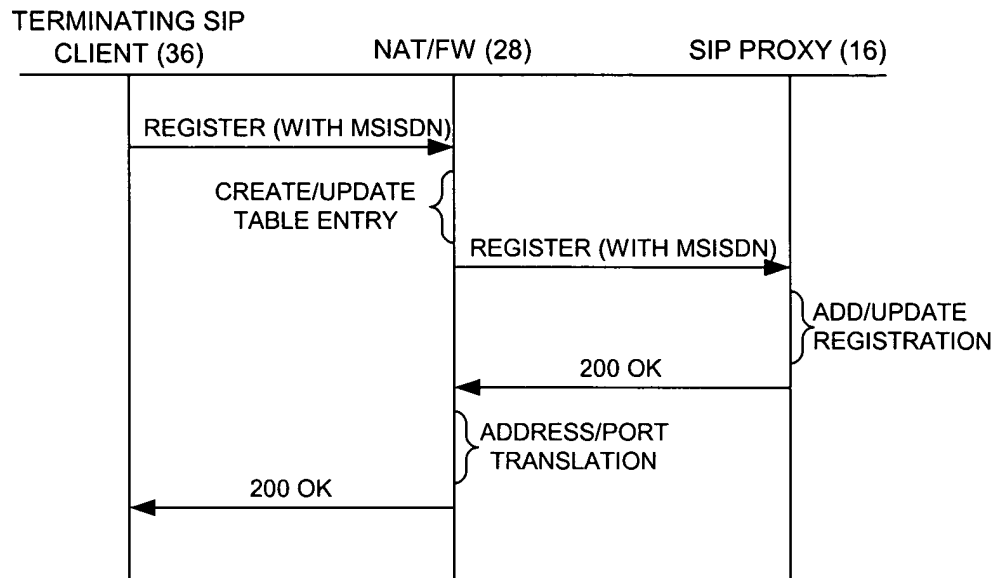 TERMINATING SIP
CLIENT (36)
NAT/FW (28)
SIP PROXY (16)
REGISTER (WITH MSISDN)
CREATE/UPDATE
TABLE ENTRY
REGISTER (WITH MSISDN)
ADD/UPDATE
REGISTRATION
200 OK
ADDRESS/PORT
TRANSLATION
200 OK